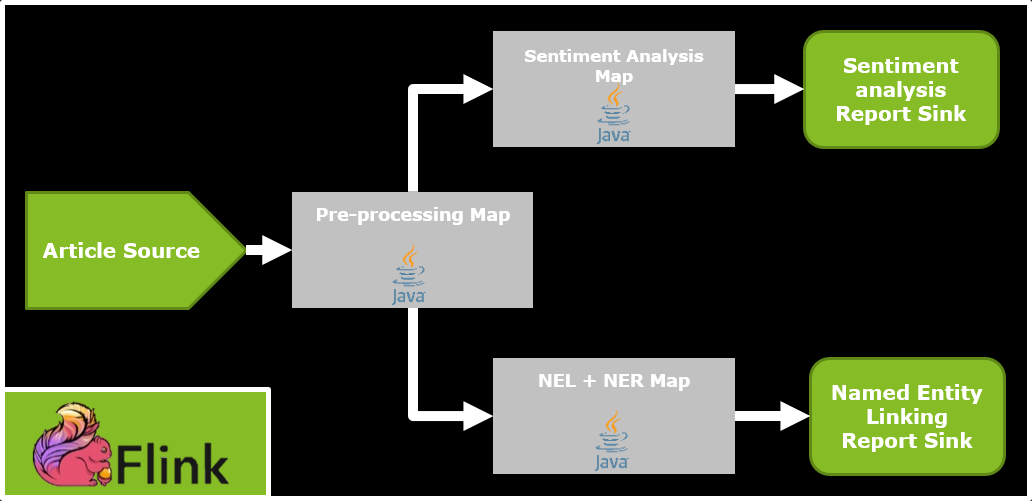 Sentiment Analysis
Map
Java
Sentiment
analysis
Report Sink
Article Source
Pre-processing Map
Java
NEL + NER Map
Java
Named Entity
Linking
Report Sink
Flink